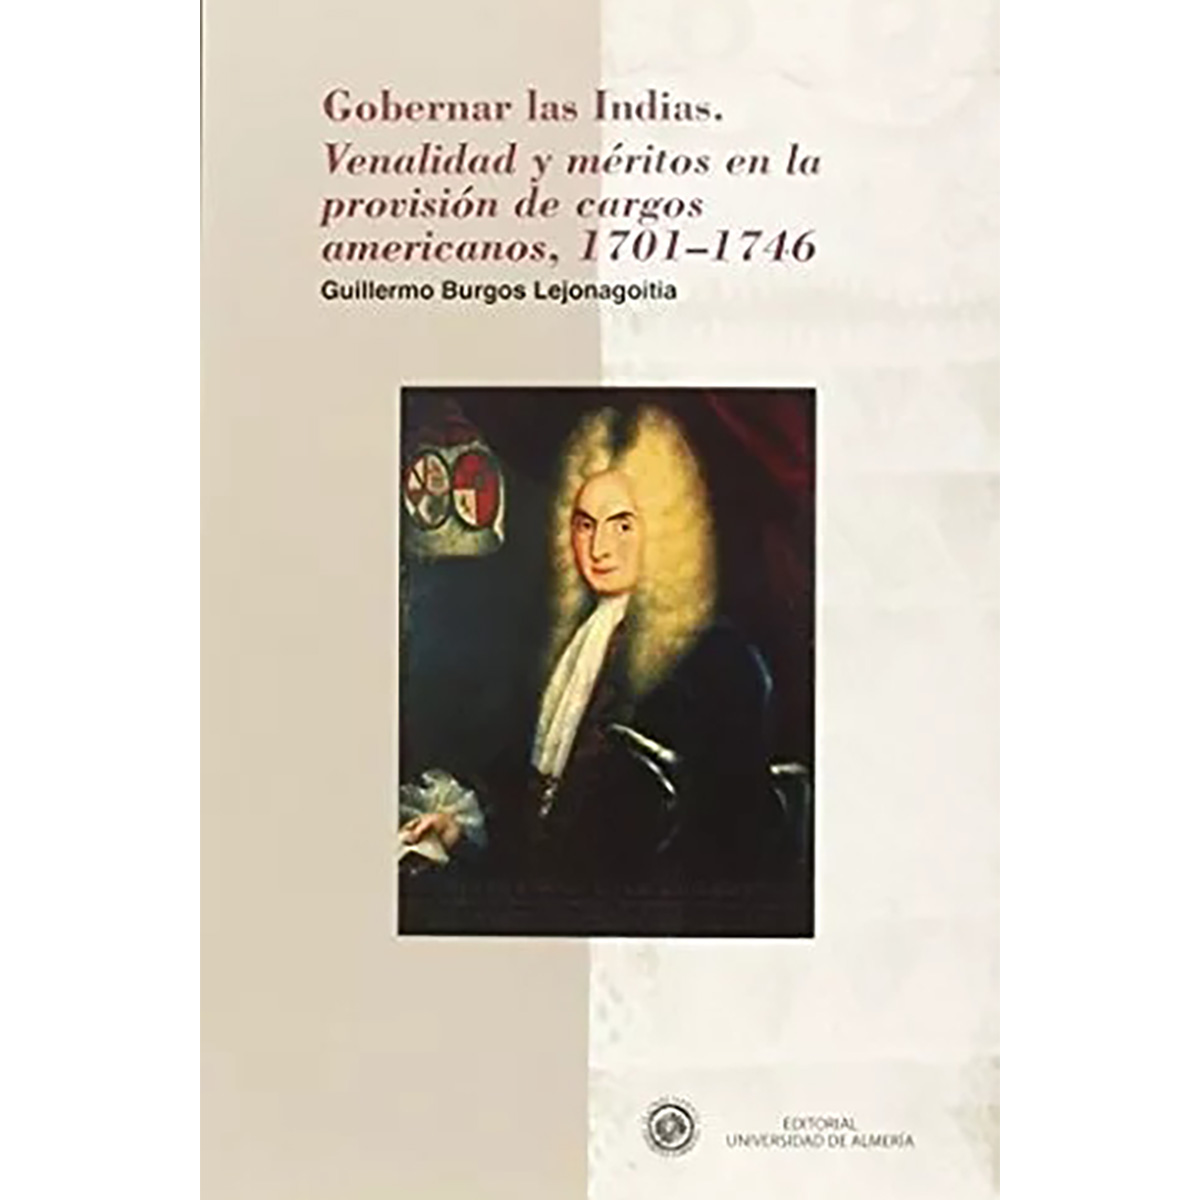 Gobernar las Indias.
Venalidad y méritos en la
provisión de cargos
americanos, 1701–1746
Guillermo Burgos Lejonagoitia
EDITORIAL
UNIVERSIDAD DE ALMERÍA